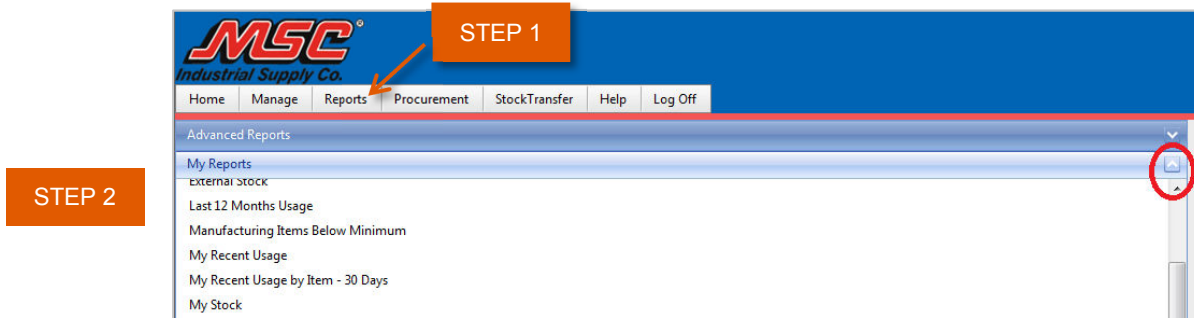 MSC
Industrial Supply Co.
STEP 1
Home Manage Reports Procurement StockTransfer Help Log Off
Advanced Reports
My Reports
External Stock
STEP 2
Last 12 Months Usage
Manufacturing Items Below Minimum
My Recent Usage
My Recent Usage by Item - 30 Days
My Stock